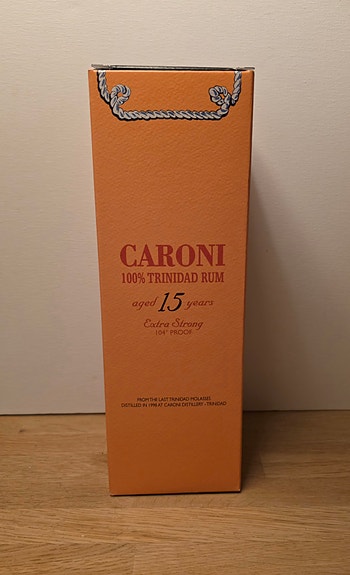 CARONI
100% TRINIDAD RUM
aged 15 years
Extra Strong
104° PROOF
FROM THE LAST TRINIDAD MOLASSES
DISTILLED IN 1998 AT CARONI DISTILLERY - TRINIDAD